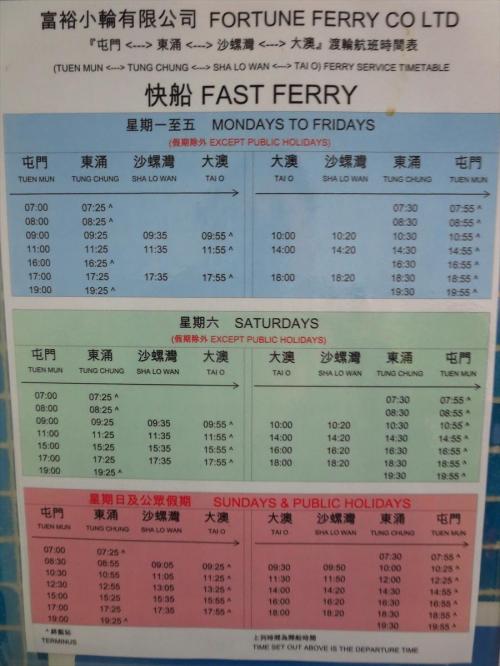 富裕小輪有限公司 FORTUNE FERRY CO LTD
『屯門 <---> 東涌 <---> 沙螺灣 <---> 大澳』渡輪航班時間表
(TUEN MUN <---> TUNG CHUNG <---> SHA LO WAN <--> TAI O) FERRY SERVICE TIMETABLE
快船 FAST FERRY
星期一至五 MONDAYS TO FRIDAYS
(假期除外 EXCEPT PUBLIC HOLIDAYS)
屯門 東涌 沙螺灣 大澳 大澳 沙螺灣 東涌 屯門
TUEN MUN TUNG CHUNG SHA LO WAN TAI O TAI O SHA LO WAN TUNG CHUNG TUEN MUN
07:00 07:25 ^ 07:30 07:55 ^
08:00 08:25 ^ 08:30 08:55 ^
09:00 09:25 09:35 09:55 ^ 10:00 10:20 10:30 10:55 ^
11:00 11:25 11:35 11:55 ^ 14:00 14:20 14:30 14:55 ^
16:00 16:25 ^ 16:30 16:55 ^
17:00 17:25 17:35 17:55 ^ 18:00 18:20 18:30 18:55 ^
19:00 19:25 ^ 19:30 19:55 ^
星期六 SATURDAYS
(假期除外 EXCEPT PUBLIC HOLIDAYS)
屯門 東涌 沙螺灣 大澳 大澳 沙螺灣 東涌 屯門
TUEN MUN TUNG CHUNG SHA LO WAN TAI O TAI O SHA LO WAN TUNG CHUNG TUEN MUN
07:00 07:25 ^ 07:30 07:55 ^
08:00 08:25 ^ 08:30 08:55 ^
09:00 09:25 09:35 09:55 ^ 10:00 10:20 10:30 10:55 ^
11:00 11:25 11:35 11:55 ^ 14:00 14:20 14:30 14:55 ^
15:00 15:25 15:35 15:55 ^ 16:00 16:20 16:30 16:55 ^
17:00 17:25 17:35 17:55 ^ 18:00 18:20 18:30 18:55 ^
19:00 19:25 ^ 19:30 19:55 ^
星期日及公眾假期 SUNDAYS & PUBLIC HOLIDAYS
屯門 東涌 沙螺灣 大澳 大澳 沙螺灣 東涌 屯門
TUEN MUN TUNG CHUNG SHA LO WAN TAI O TAI O SHA LO WAN TUNG CHUNG TUEN MUN
07:00 07:25 ^ 07:30 07:55 ^
08:30 08:55 09:05 09:25 ^ 09:30 09:50 10:00 10:25 ^
10:30 10:55 11:05 11:25 ^ 11:30 11:50 12:00 12:25 ^
12:30 12:55 13:05 13:25 ^ 14:00 14:20 14:30 14:55 ^
15:00 15:25 15:35 15:55 ^ 16:00 16:20 16:30 16:55 ^
17:00 17:25 17:35 17:55 ^ 18:00 18:20 18:30 18:55 ^
19:00 19:25 ^ 19:30 19:55 ^
^ 終點站 上列時間為開船時間
TERMINUS TIME SET OUT ABOVE IS THE DEPARTURE TIME